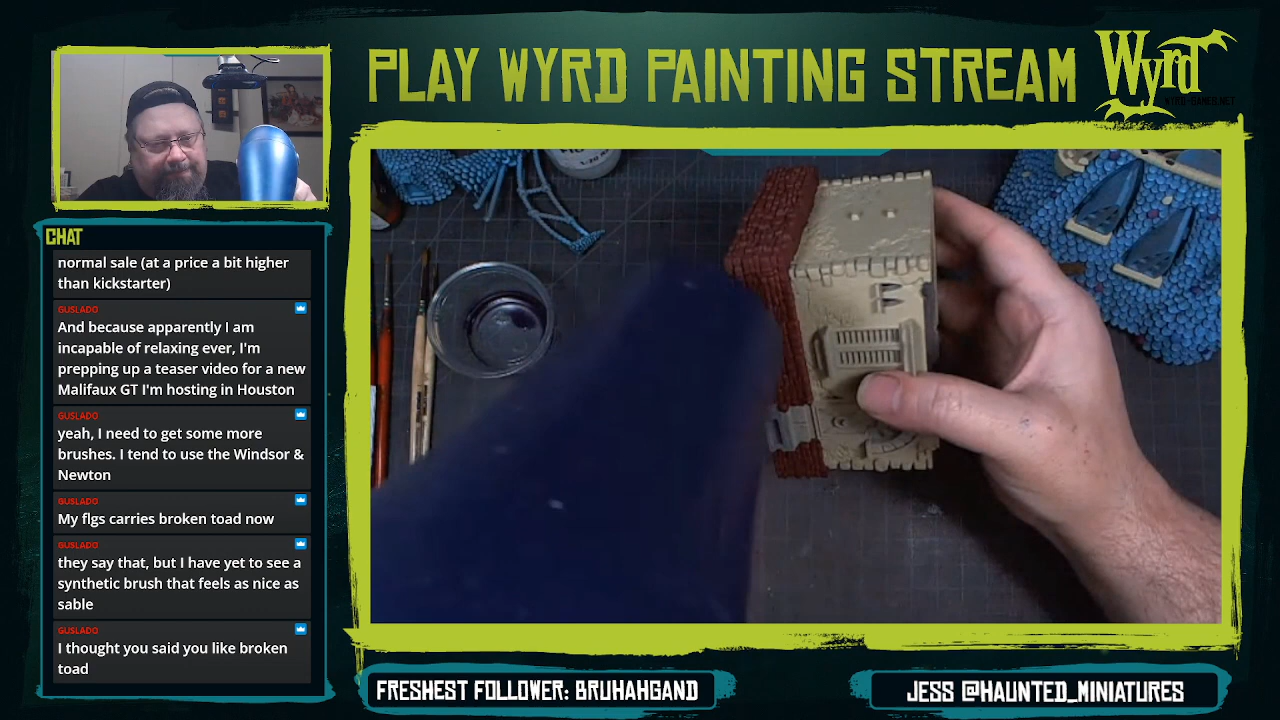 PLAY WYRD PAINTING STREAM
Wyrd
WYRD-GAMES.NET
CHAT
normal sale (at a price a bit higher
than kickstarter)
GUSLADO
And because apparently I am
incapable of relaxing ever, I'm
prepping up a teaser video for a new
Malifaux GT I'm hosting in Houston
GUSLADO
yeah, I need to get some more
brushes. I tend to use the Windsor &
Newton
GUSLADO
My flgs carries broken toad now
GUSLADO
they say that, but I have yet to see a
synthetic brush that feels as nice as
sable
GUSLADO
I thought you said you like broken
toad
FRESHEST FOLLOWER: BRUHAHGAND
JESS @HAUNTED_MINIATURES